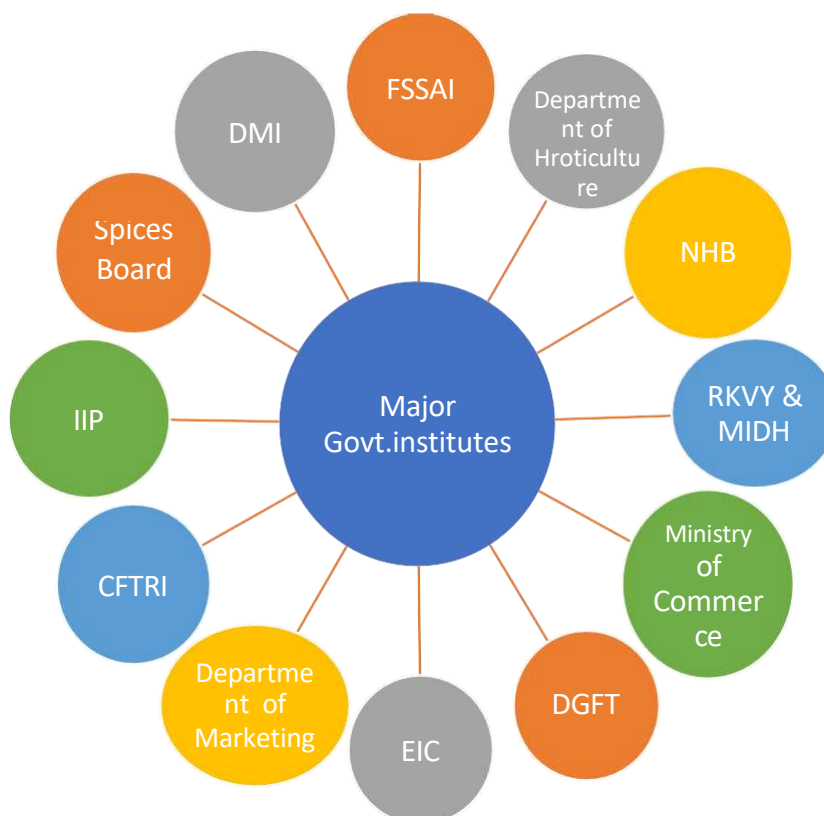 FSSAI
Departme
nt of
Hroticultu
re
NHB
RKVY &
MIDH
Ministry
of
Commer
ce
DGFT
EIC
Departme
nt of
Marketing
CFTRI
IIP
Spices
Board
DMI
Major
Govt.institutes